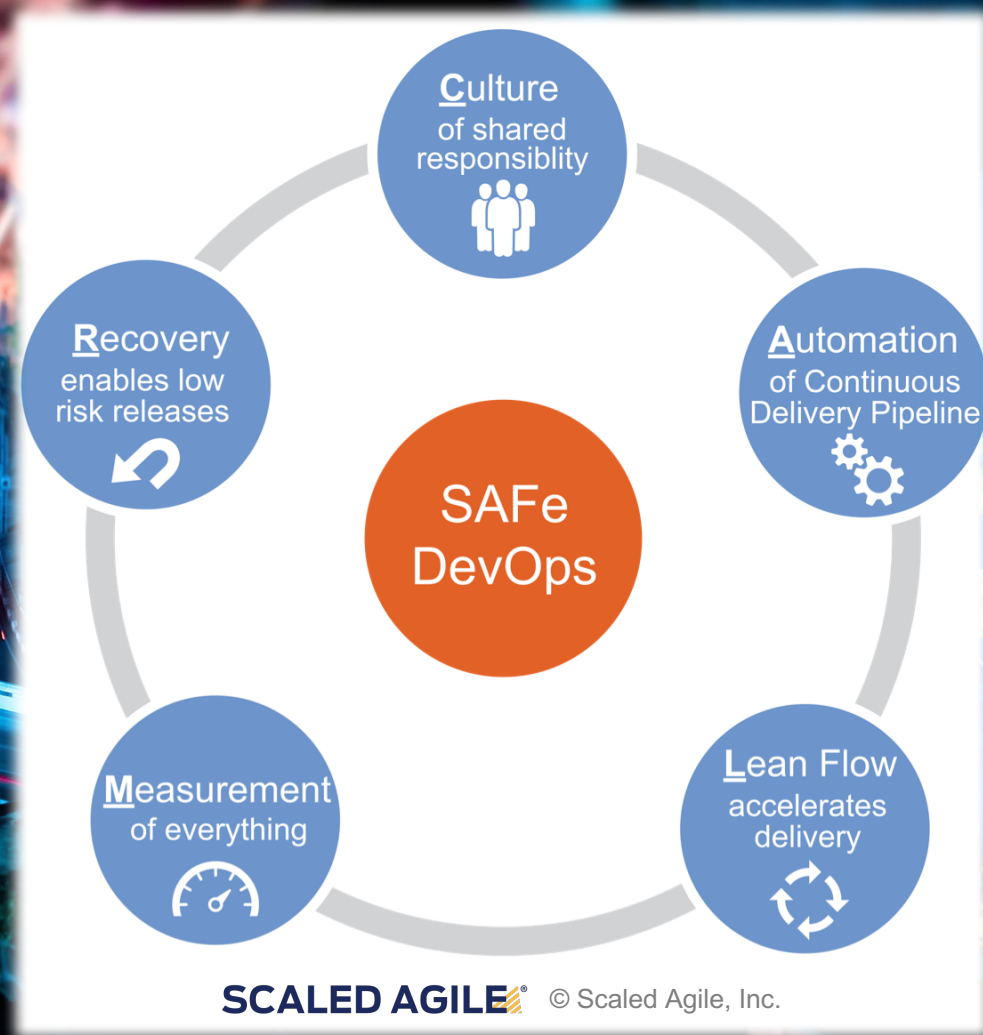 Culture
of shared
responsiblity
Automation
of Continuous
Delivery Pipeline
Lean Flow
accelerates
delivery
Measurement
of everything
Recovery
enables low
risk releases
SAFe
DevOps
SCALED AGILE® © Scaled Agile, Inc.